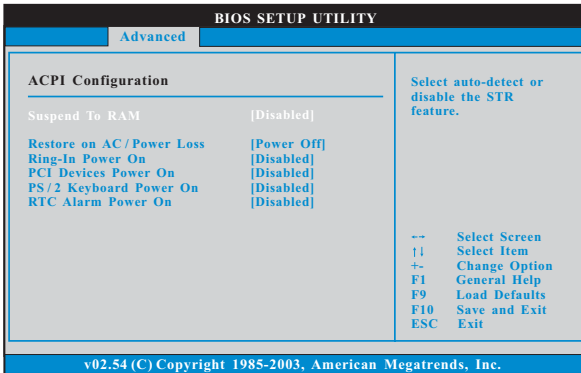 BIOS SETUP UTILITY
Advanced
ACPI Configuration
Suspend To RAM [Disabled]
Restore on AC / Power Loss [Power Off]
Ring-In Power On [Disabled]
PCI Devices Power On [Disabled]
PS / 2 Keyboard Power On [Disabled]
RTC Alarm Power On [Disabled]
Select auto-detect or
disable the STR
feature.
←→ Select Screen
↑↓ Select Item
+- Change Option
F1 General Help
F9 Load Defaults
F10 Save and Exit
ESC Exit
v02.54 (C) Copyright 1985-2003, American Megatrends, Inc.